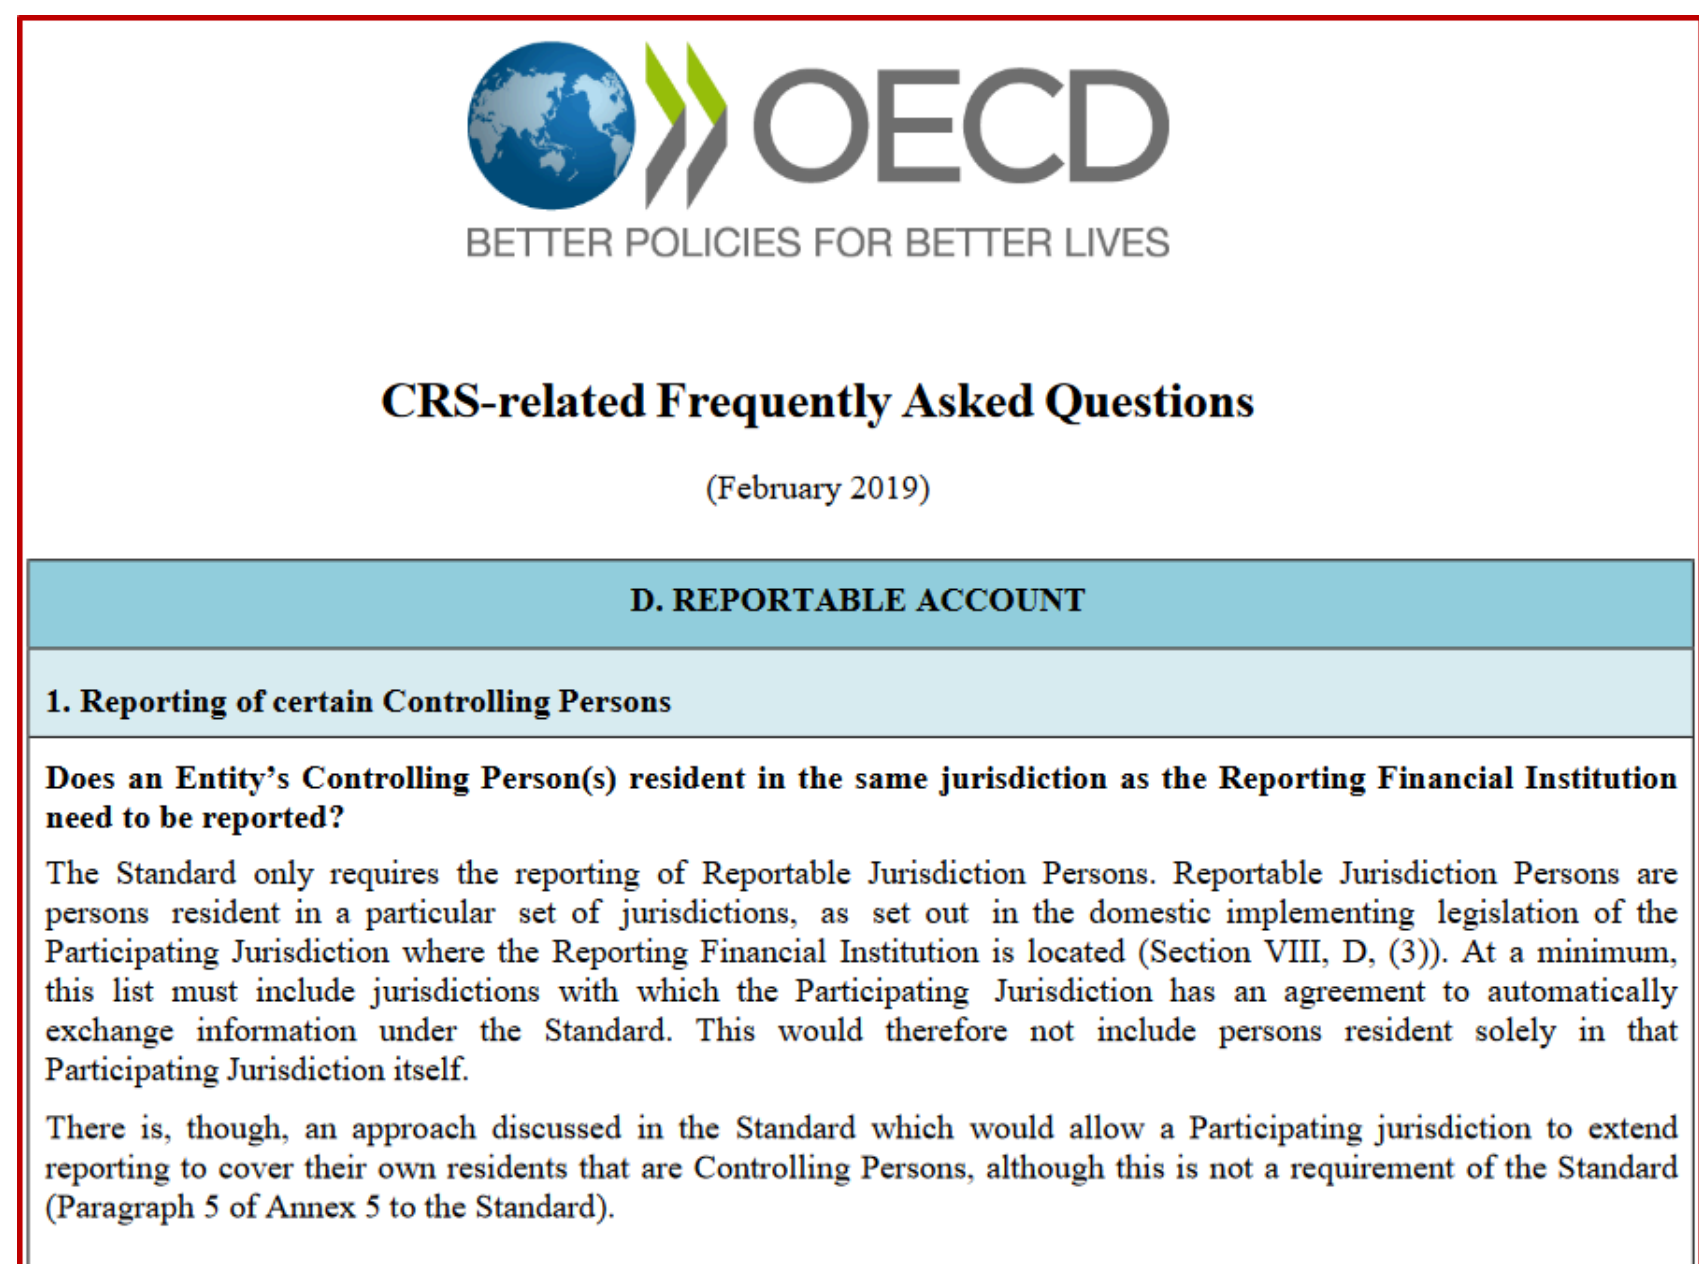 OECD
BETTER POLICIES FOR BETTER LIVES
CRS-related Frequently Asked Questions
(February 2019)
D. REPORTABLE ACCOUNT
1. Reporting of certain Controlling Persons
Does an Entity’s Controlling Person(s) resident in the same jurisdiction as the Reporting Financial Institution
need to be reported?
The Standard only requires the reporting of Reportable Jurisdiction Persons. Reportable Jurisdiction Persons are
persons resident in a particular set of jurisdictions, as set out in the domestic implementing legislation of the
Participating Jurisdiction where the Reporting Financial Institution is located (Section VIII, D, (3)). At a minimum,
this list must include jurisdictions with which the Participating Jurisdiction has an agreement to automatically
exchange information under the Standard. This would therefore not include persons resident solely in that
Participating Jurisdiction itself.
There is, though, an approach discussed in the Standard which would allow a Participating jurisdiction to extend
reporting to cover their own residents that are Controlling Persons, although this is not a requirement of the Standard
(Paragraph 5 of Annex 5 to the Standard).